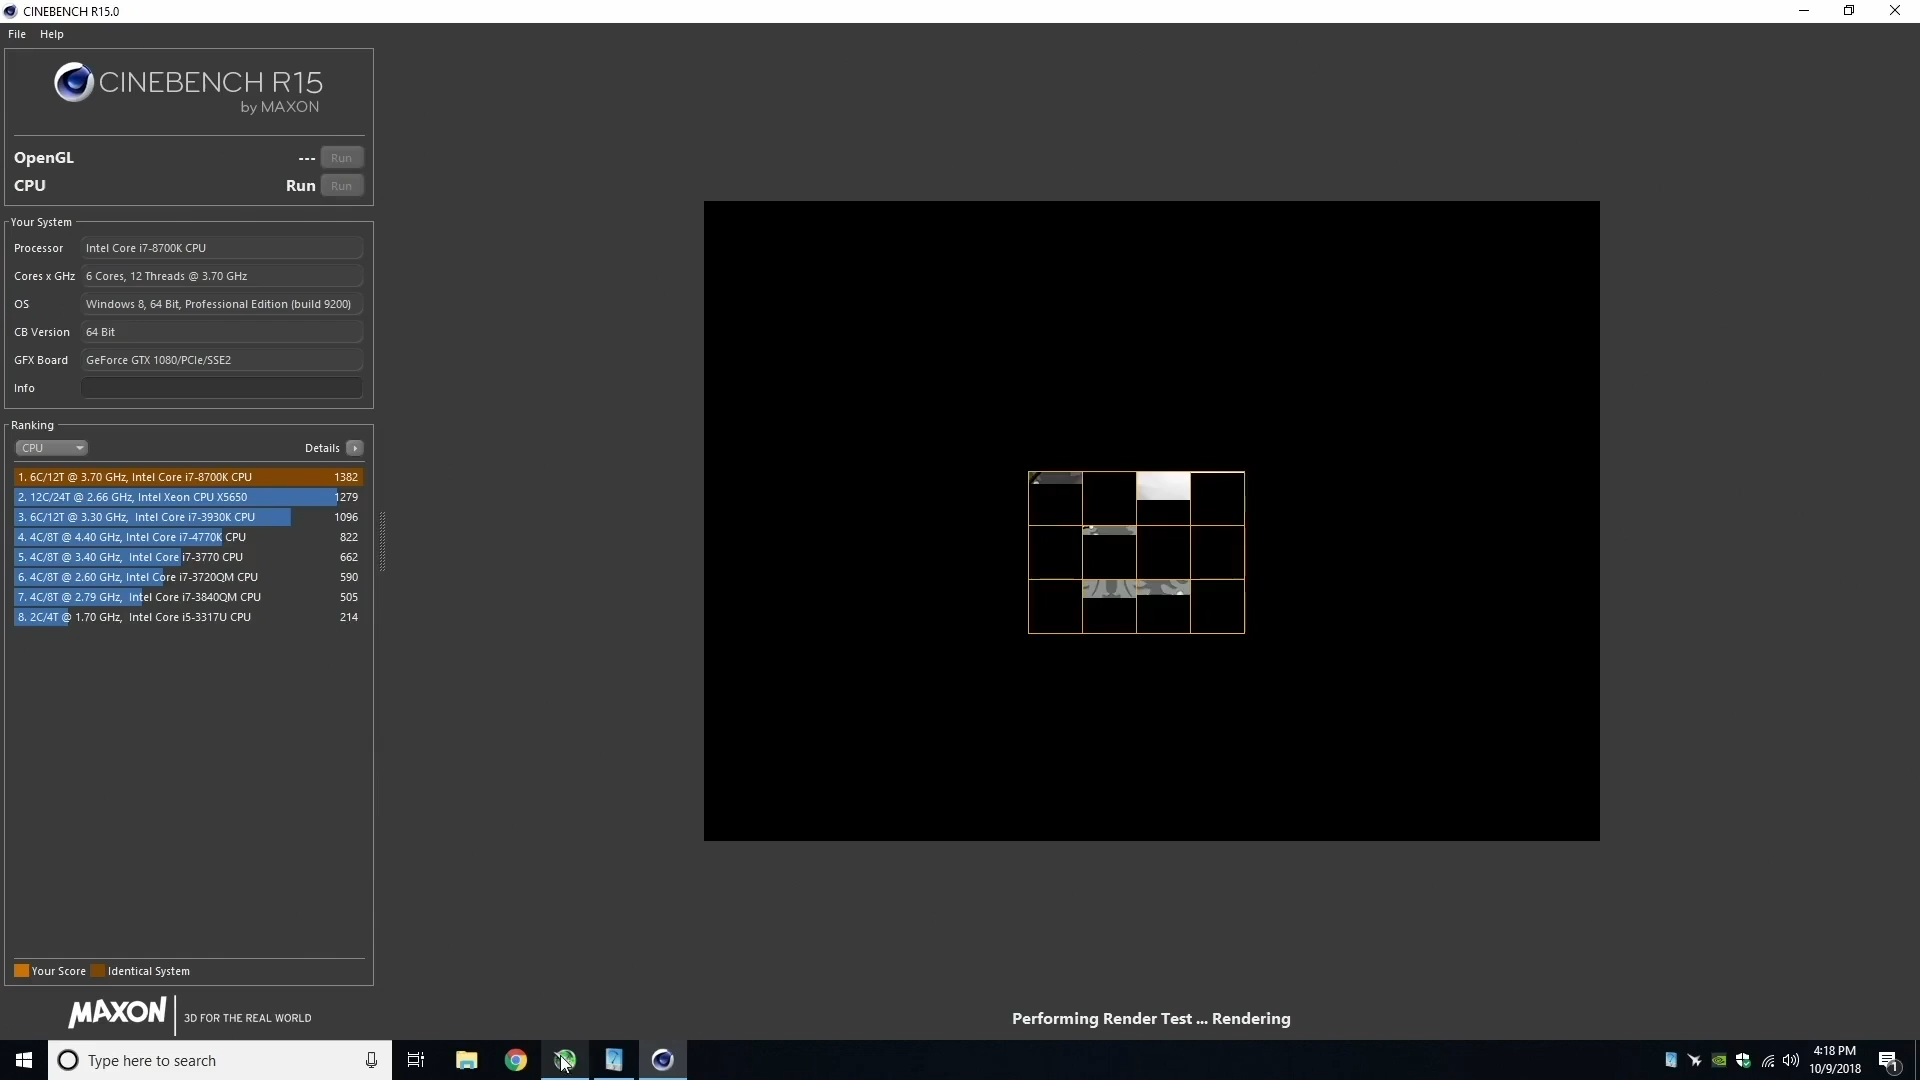 CINEBENCH R15.0
File Help
CINEBENCH R15
by MAXON
OpenGL --- Run
CPU Run Run
Your System
Processor Intel Core i7-8700K CPU
Cores x GHz 6 Cores, 12 Threads @ 3.70 GHz
OS Windows 8, 64 Bit, Professional Edition (build 9200)
CB Version 64 Bit
GFX Board GeForce GTX 1080/PCIe/SSE2
Info
Ranking
CPU Details
1. 6C/12T @ 3.70 GHz, Intel Core i7-8700K CPU 1382
2. 12C/24T @ 2.66 GHz, Intel Xeon CPU X5650 1279
3. 6C/12T @ 3.30 GHz, Intel Core i7-3930K CPU 1096
4. 4C/8T @ 4.40 GHz, Intel Core i7-4770K CPU 822
5. 4C/8T @ 3.40 GHz, Intel Core i7-3770 CPU 662
6. 4C/8T @ 2.60 GHz, Intel Core i7-3720QM CPU 590
7. 4C/8T @ 2.79 GHz, Intel Core i7-3840QM CPU 505
8. 2C/4T @ 1.70 GHz, Intel Core i5-3317U CPU 214
Your Score Identical System
MAXON 3D FOR THE REAL WORLD
Performing Render Test ... Rendering
Type here to search
4:18 PM
10/9/2018
1